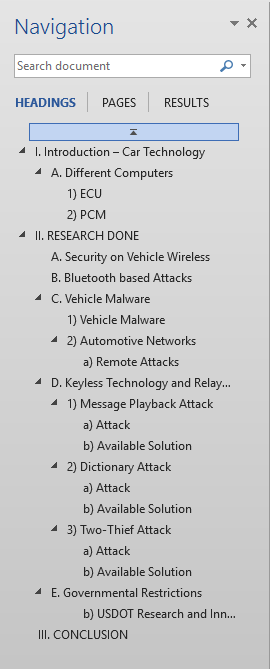 Navigation
Search document
HEADINGS PAGES RESULTS
I. Introduction – Car Technology
A. Different Computers
1) ECU
2) PCM
II. RESEARCH DONE
A. Security on Vehicle Wireless
B. Bluetooth based Attacks
C. Vehicle Malware
1) Vehicle Malware
2) Automotive Networks
a) Remote Attacks
D. Keyless Technology and Relay...
1) Message Playback Attack
a) Attack
b) Available Solution
2) Dictionary Attack
a) Attack
b) Available Solution
3) Two-Thief Attack
a) Attack
b) Available Solution
E. Governmental Restrictions
b) USDOT Research and Inn...
III. CONCLUSION